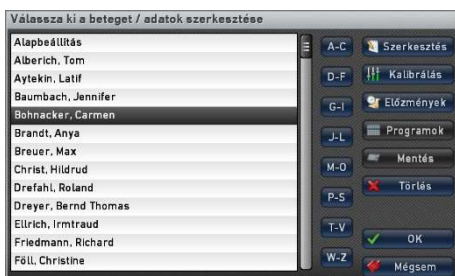 Válassza ki a beteget / adatok szerkesztése
Alapbeállítás
Alberich, Tom
Aytekin, Latif
Baumbach, Jennifer
Bohnacker, Carmen
Brandt, Anya
Breuer, Max
Christ, Hildrud
Drefahl, Roland
Dreyer, Bernd Thomas
Ellrich, Irmtraud
Friedmann, Richard
Föll, Christine
A-C
D-F
G-I
J-L
M-O
P-S
T-V
W-Z
Szerkesztés
Kalibrálás
Előzmények
Programok
Mentés
Törlés
OK
Mégsem